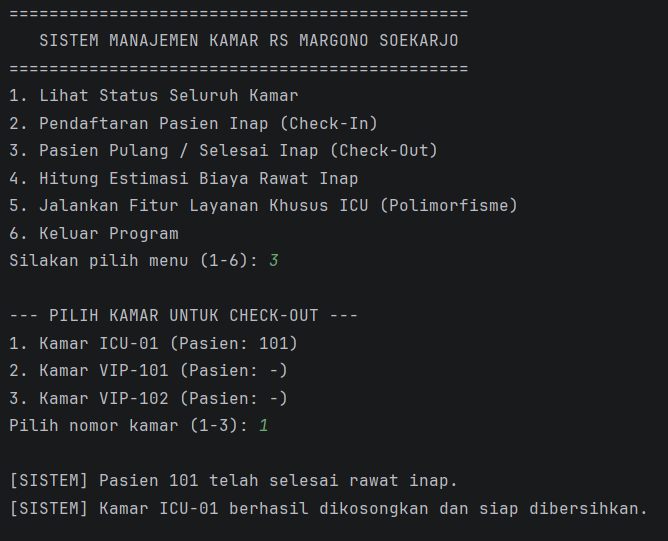 ==============================================
   SISTEM MANAJEMEN KAMAR RS MARGONO SOEKARJO
==============================================
1. Lihat Status Seluruh Kamar
2. Pendaftaran Pasien Inap (Check-In)
3. Pasien Pulang / Selesai Inap (Check-Out)
4. Hitung Estimasi Biaya Rawat Inap
5. Jalankan Fitur Layanan Khusus ICU (Polimorfisme)
6. Keluar Program
Silakan pilih menu (1-6): 3

--- PILIH KAMAR UNTUK CHECK-OUT ---
1. Kamar ICU-01 (Pasien: 101)
2. Kamar VIP-101 (Pasien: -)
3. Kamar VIP-102 (Pasien: -)
Pilih nomor kamar (1-3): 1

[SISTEM] Pasien 101 telah selesai rawat inap.
[SISTEM] Kamar ICU-01 berhasil dikosongkan dan siap dibersihkan.